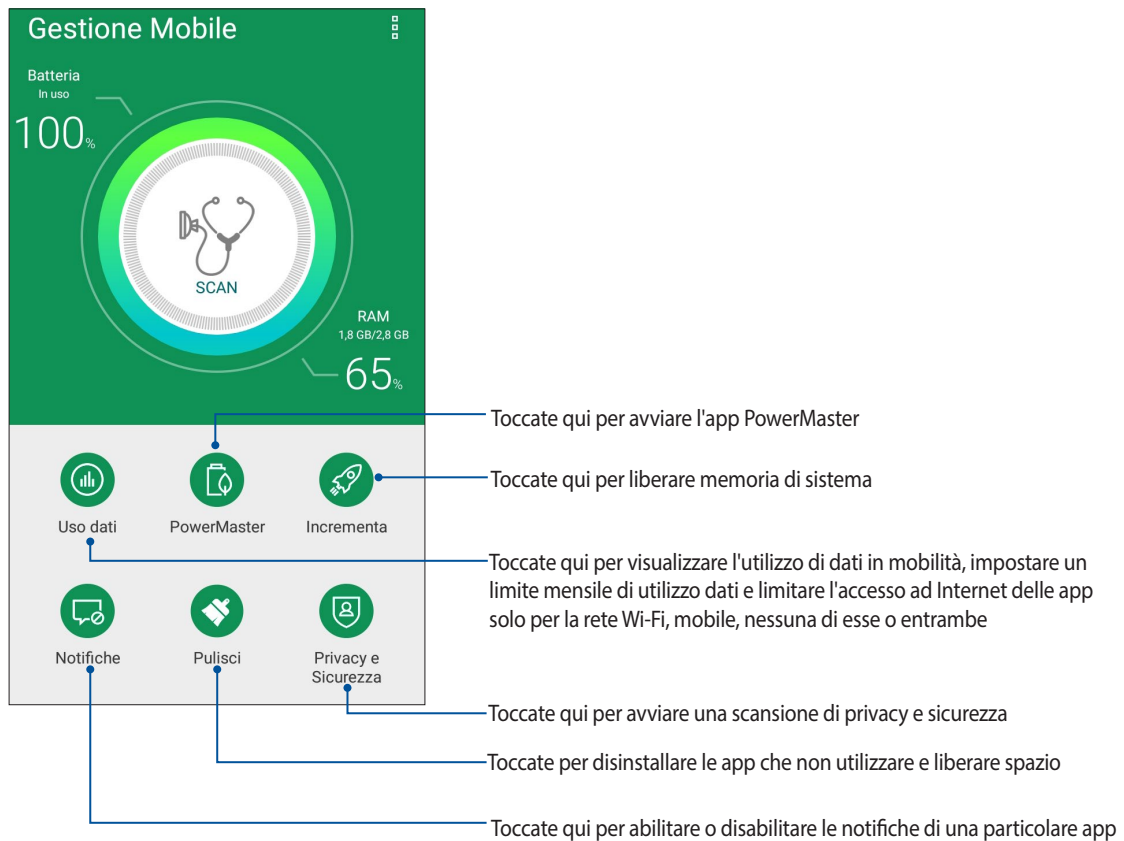 Gestione Mobile
Batteria
In uso
100%
SCAN
RAM
1,8 GB/2,8 GB
65%
Toccate qui per avviare l'app PowerMaster
Toccate qui per liberare memoria di sistema
Uso dati
PowerMaster
Incrementa
Toccate qui per visualizzare l'utilizzo di dati in mobilità, impostare un
limite mensile di utilizzo dati e limitare l'accesso ad Internet delle app
solo per la rete Wi-Fi, mobile, nessuna di esse o entrambe
Notifiche
Pulisci
Privacy e
Sicurezza
Toccate qui per avviare una scansione di privacy e sicurezza
Toccate per disinstallare le app che non utilizzare e liberare spazio
Toccate qui per abilitare o disabilitare le notifiche di una particolare app